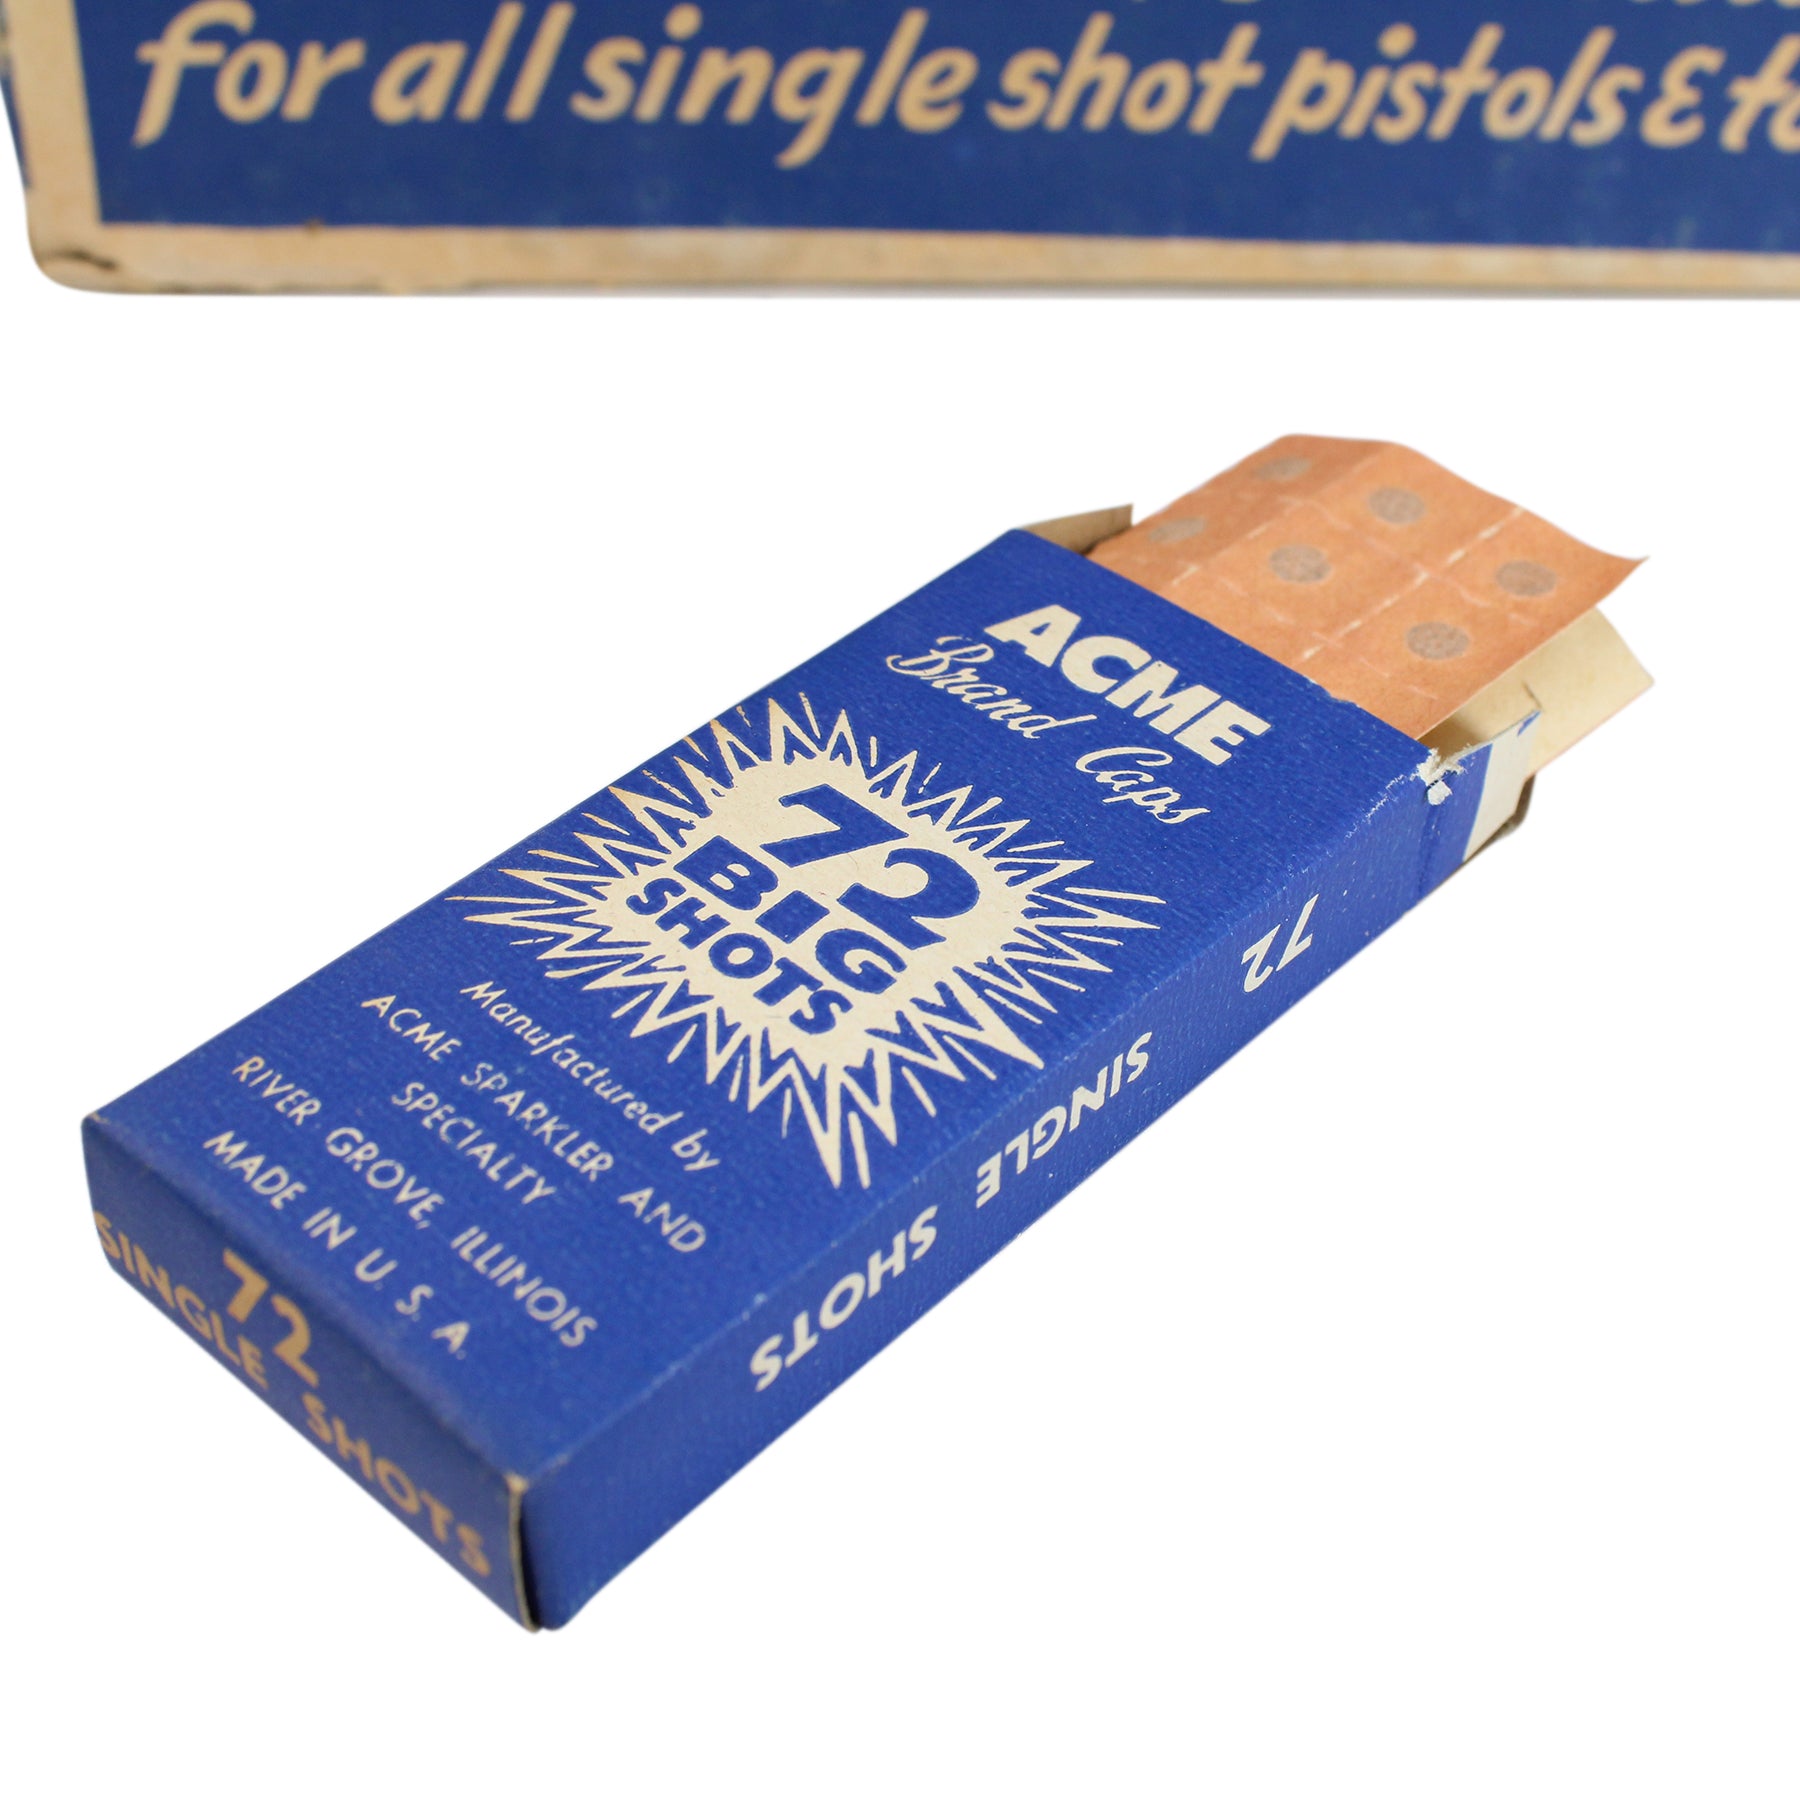 for all single shot pistols &
ACME
Brand Caps
72
BIG
SHOTS
Manufactured by
ACME SPARKLER AND
SPECIALTY
RIVER GROVE, ILLINOIS
MADE IN U. S. A.
72 SINGLE SHOTS
72
SINGLE SHOTS